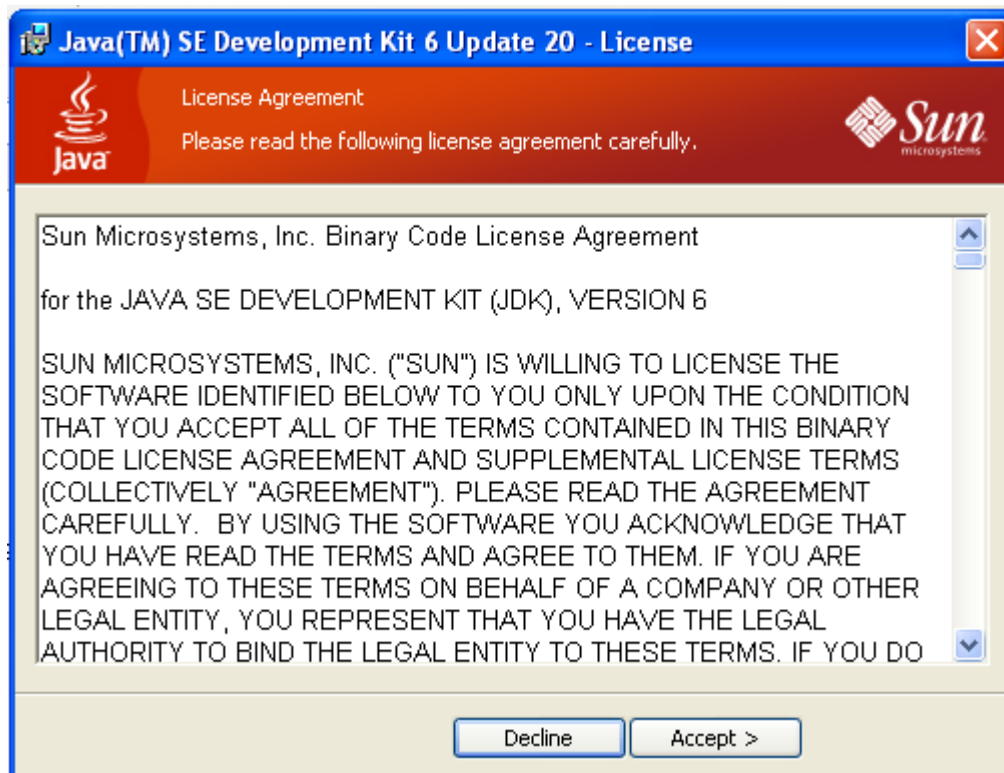 Java(TM) SE Development Kit 6 Update 20 - License
License Agreement
Please read the following license agreement carefully.
Java
Sun
microsystems
Sun Microsystems, Inc. Binary Code License Agreement
for the JAVA SE DEVELOPMENT KIT (JDK), VERSION 6
SUN MICROSYSTEMS, INC. ("SUN") IS WILLING TO LICENSE THE
SOFTWARE IDENTIFIED BELOW TO YOU ONLY UPON THE CONDITION
THAT YOU ACCEPT ALL OF THE TERMS CONTAINED IN THIS BINARY
CODE LICENSE AGREEMENT AND SUPPLEMENTAL LICENSE TERMS
(COLLECTIVELY "AGREEMENT"). PLEASE READ THE AGREEMENT
CAREFULLY.  BY USING THE SOFTWARE YOU ACKNOWLEDGE THAT
YOU HAVE READ THE TERMS AND AGREE TO THEM. IF YOU ARE
AGREEING TO THESE TERMS ON BEHALF OF A COMPANY OR OTHER
LEGAL ENTITY, YOU REPRESENT THAT YOU HAVE THE LEGAL
AUTHORITY TO BIND THE LEGAL ENTITY TO THESE TERMS. IF YOU DO
Decline
Accept >